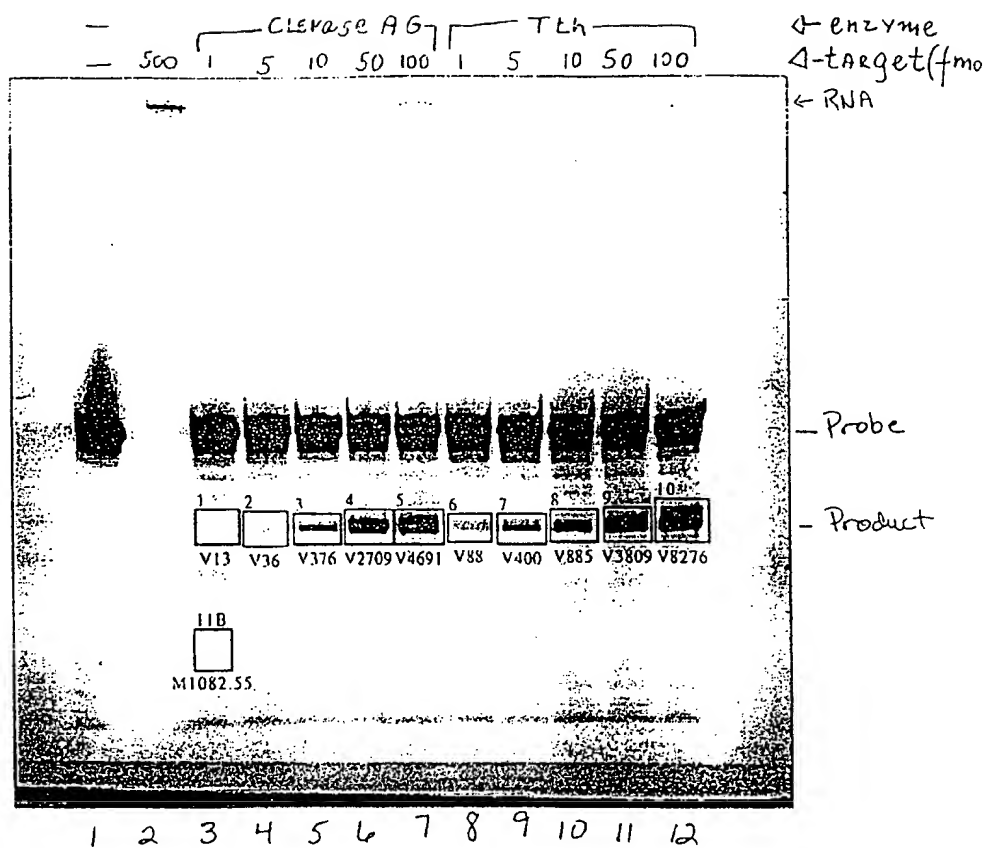 — Clevase AG Tth ← enzyme
— 500 1 5 10 50 100 1 5 10 50 100 ←target(fmo
← RNA
– Probe
1 2 3 4 5 6 7 8 9 10
– Product
V13 V36 V376 V2709 V4691 V88 V400 V885 V3809 V8276
11B
M1082.55
1 2 3 4 5 6 7 8 9 10 11 12